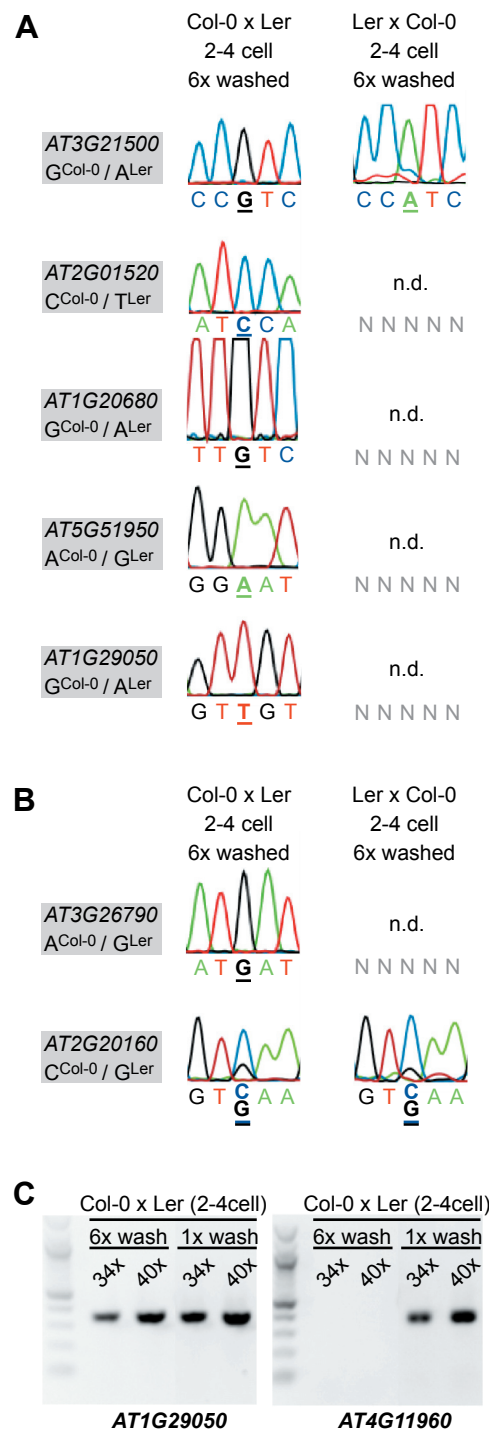 A
Col-0 x Ler
2-4 cell
6x washed
Ler x Col-0
2-4 cell
6x washed
AT3G21500
GCol-0 / ALer
C C G T C
C C A T C
AT2G01520
CCol-0 / TLer
A T C C A
n.d.
N N N N N
AT1G20680
GCol-0 / ALer
T T G T C
n.d.
N N N N N
AT5G51950
ACol-0 / GLer
G G A A T
n.d.
N N N N N
AT1G29050
GCol-0 / ALer
G T T G T
n.d.
N N N N N
B
Col-0 x Ler
2-4 cell
6x washed
Ler x Col-0
2-4 cell
6x washed
AT3G26790
ACol-0 / GLer
A T G A T
n.d.
N N N N N
AT2G20160
CCol-0 / GLer
G T C A A
G
G T C A A
G
C
Col-0 x Ler (2-4cell)
6x wash 1x wash
34x 40x 34x 40x
AT1G29050
Col-0 x Ler (2-4cell)
6x wash 1x wash
34x 40x 34x 40x
AT4G11960